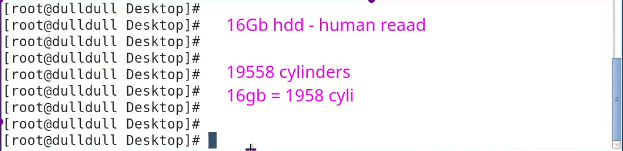 [root@dulldull Desktop]#
[root@dulldull Desktop]# 16Gb hdd - human reaad
[root@dulldull Desktop]#
[root@dulldull Desktop]#
[root@dulldull Desktop]# 19558 cylinders
[root@dulldull Desktop]# 16gb = 1958 cyli
[root@dulldull Desktop]#
[root@dulldull Desktop]#
[root@dulldull Desktop]#